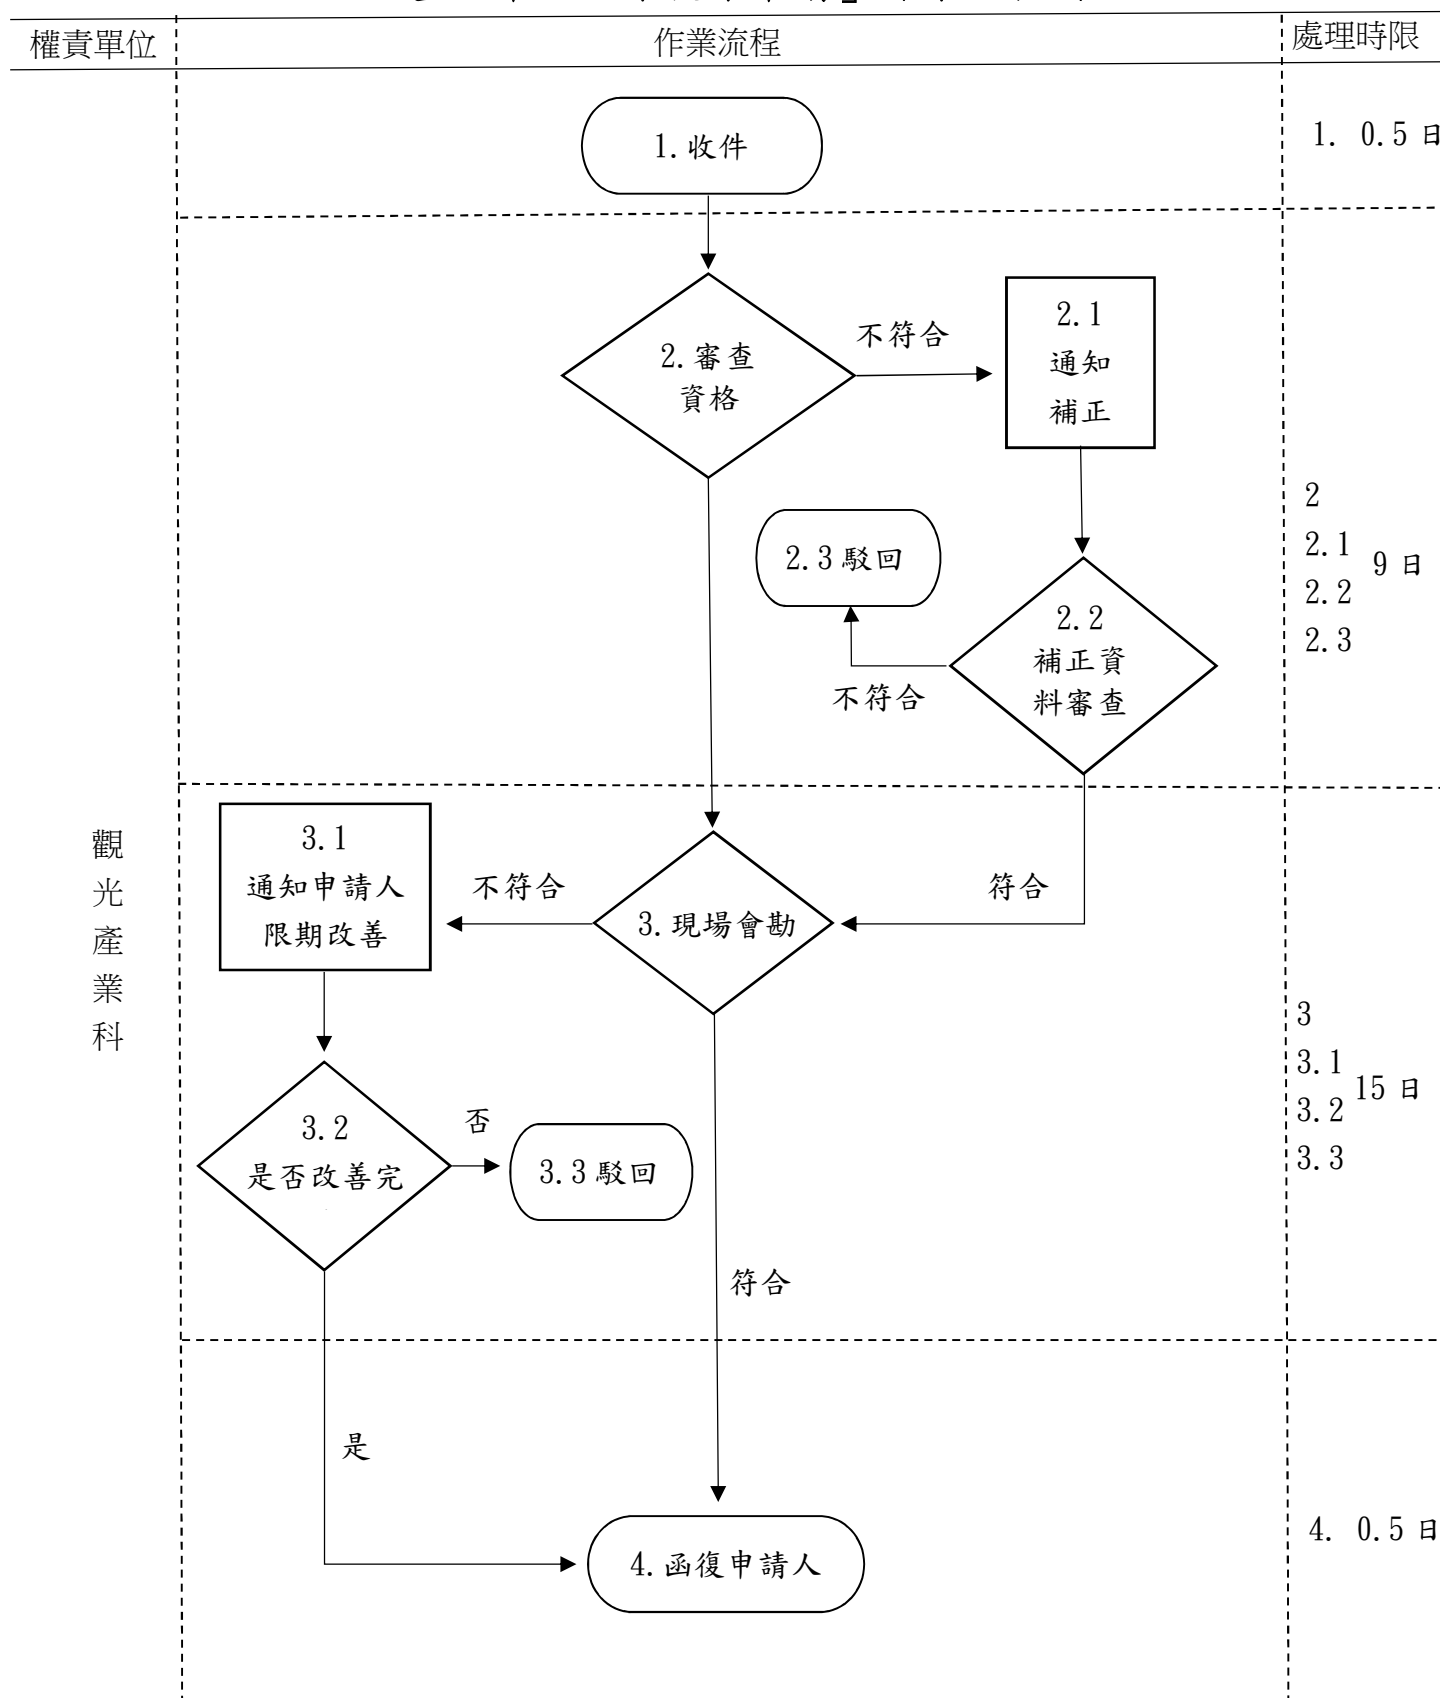 權責單位
作業流程
處理時限
1.收件
1. 0.5日
2.審查
資格
不符合
2.1
通知
補正
2.3駁回
不符合
2.2
補正資
料審查
2
2.1
2.2
2.3
9日
觀
光
產
業
科
3.1
通知申請人
限期改善
不符合
3.現場會勘
符合
3.2
是否改善完
否
3.3駁回
符合
3
3.1
3.2
3.3
15日
是
4.函復申請人
4. 0.5日